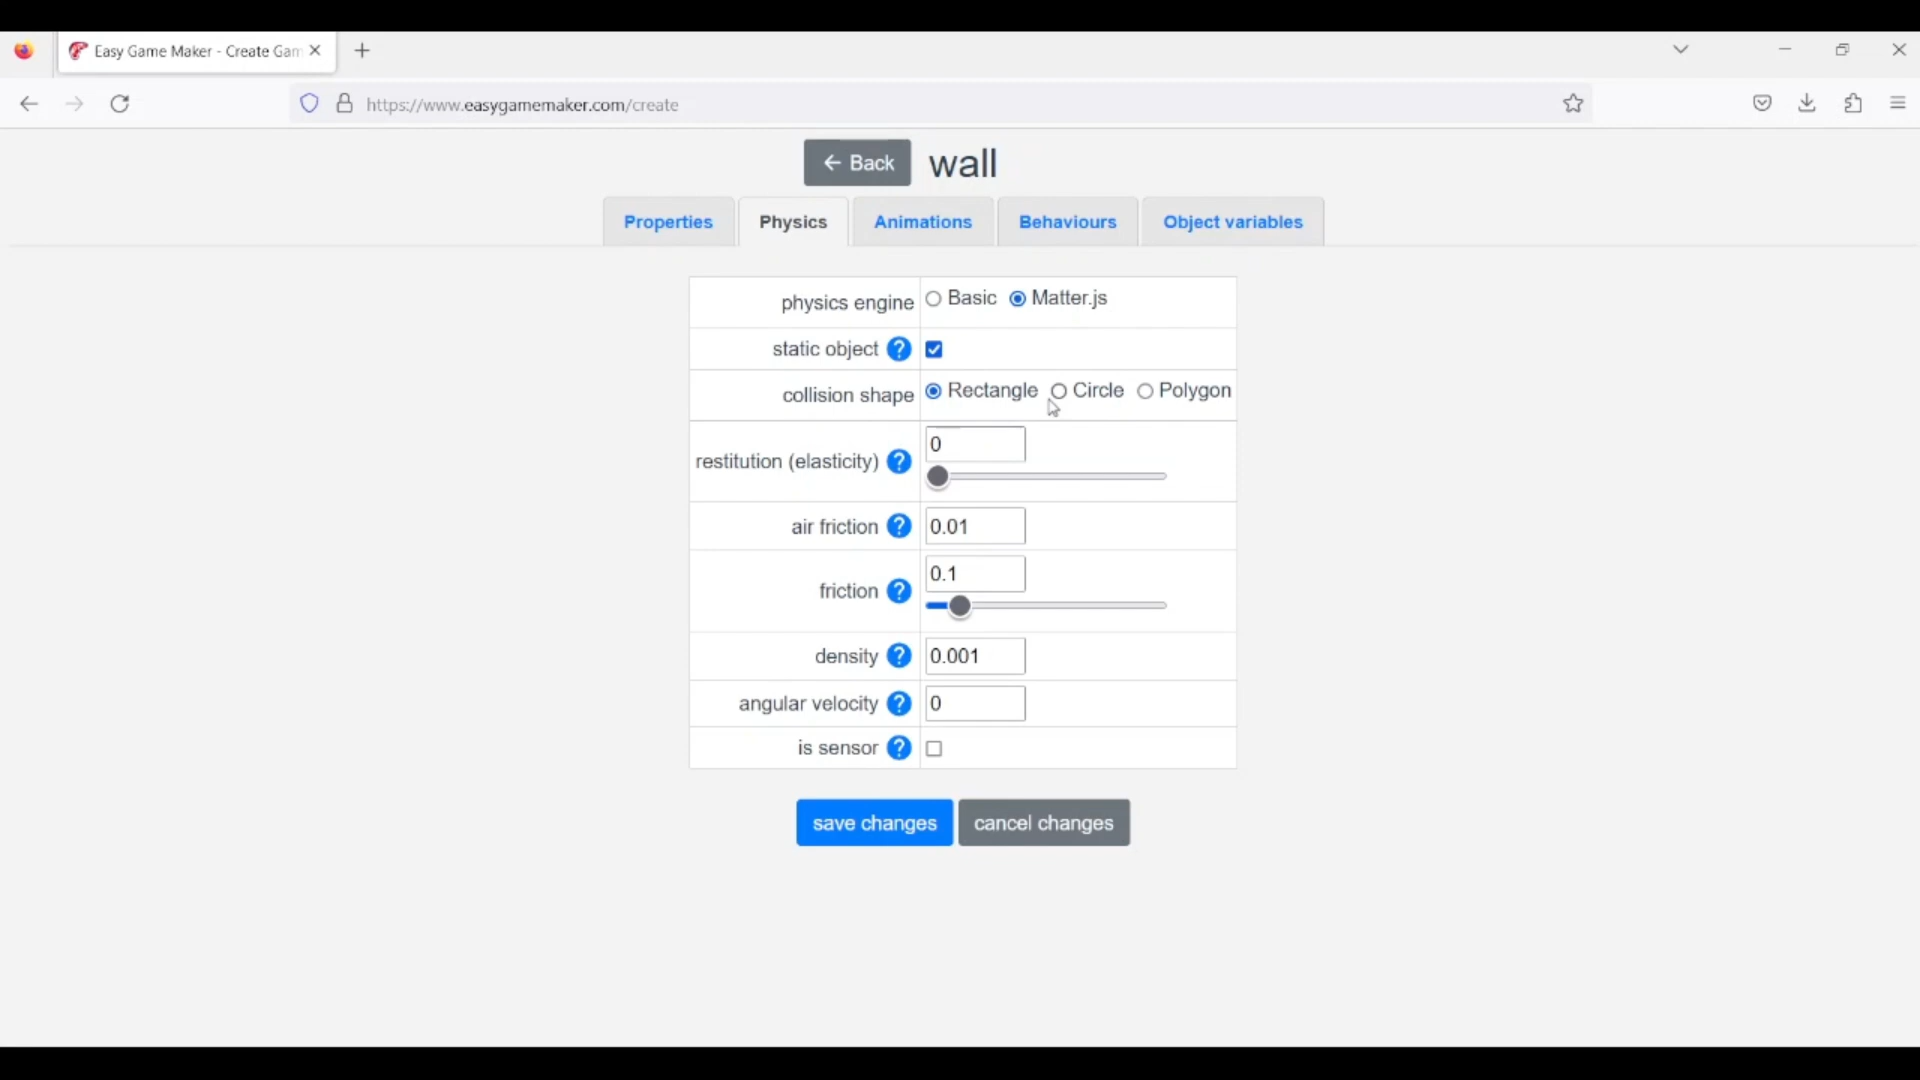 Easy Game Maker - Create Gam
https://www.easygamemaker.com/create
← Back wall
Properties Physics Animations Behaviours Object variables
physics engine Basic Matter.js
static object ?
collision shape Rectangle Circle Polygon
restitution (elasticity) ? 0
air friction ? 0.01
friction ? 0.1
density ? 0.001
angular velocity ? 0
is sensor ?
save changes cancel changes